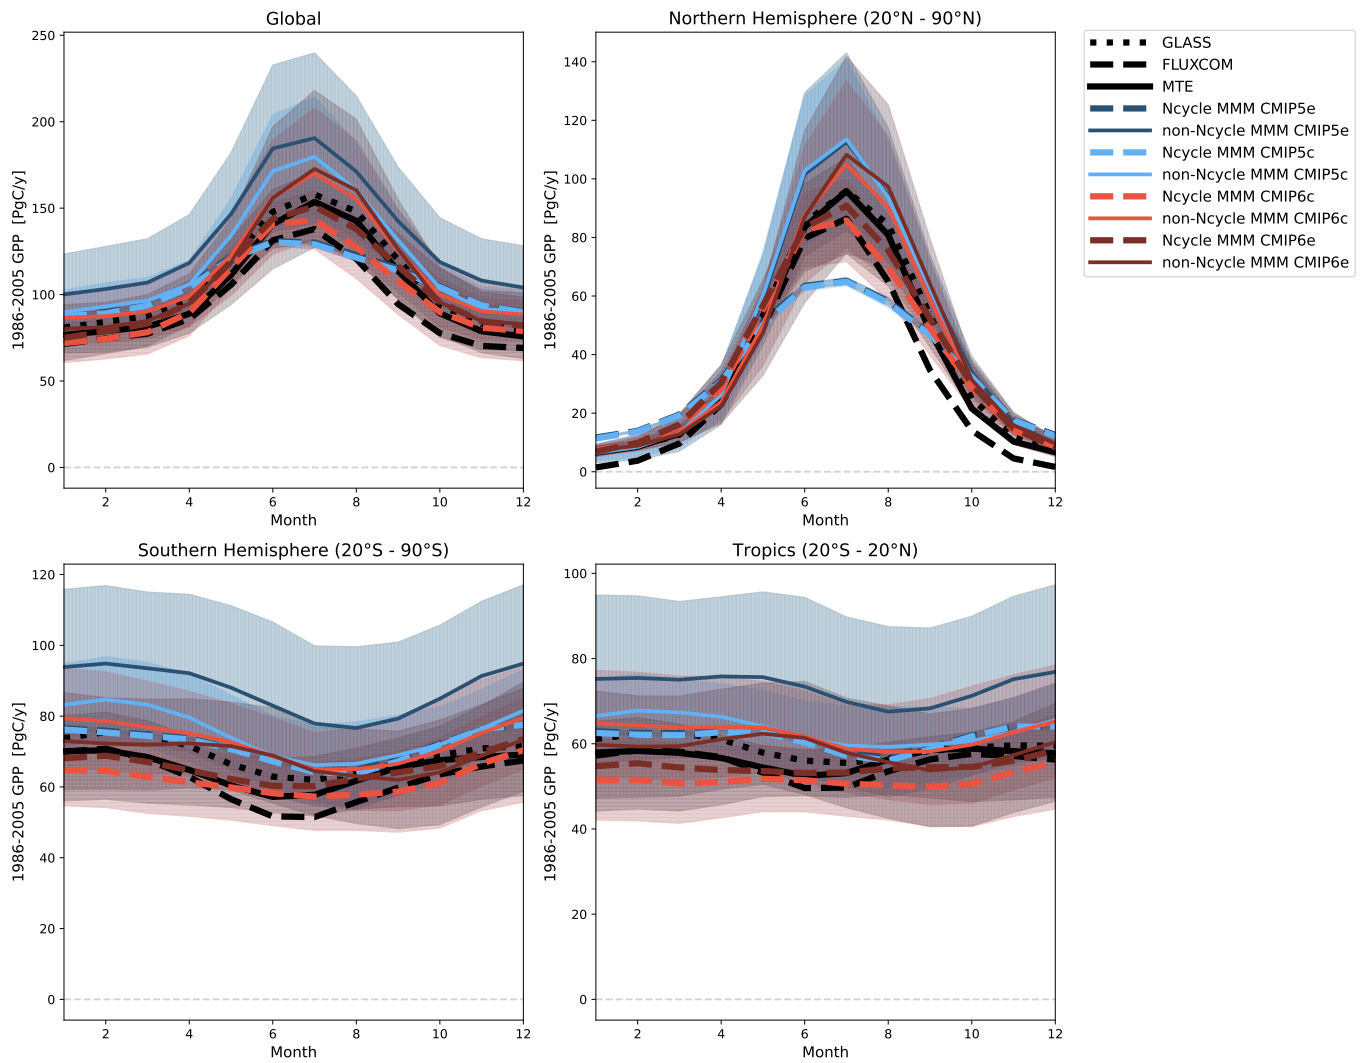 Global
250
200
150
100
50
0
2 4 6 8 10 12
Month
1986-2005 GPP [PgC/y]
Northern Hemisphere (20°N - 90°N)
140
120
100
80
60
40
20
0
2 4 6 8 10 12
Month
1986-2005 GPP [PgC/y]
GLASS
FLUXCOM
MTE
Ncycle MMM CMIP5e
non-Ncycle MMM CMIP5e
Ncycle MMM CMIP5c
non-Ncycle MMM CMIP5c
Ncycle MMM CMIP6c
non-Ncycle MMM CMIP6c
Ncycle MMM CMIP6e
non-Ncycle MMM CMIP6e
Southern Hemisphere (20°S - 90°S)
120
100
80
60
40
20
0
2 4 6 8 10 12
Month
1986-2005 GPP [PgC/y]
Tropics (20°S - 20°N)
100
80
60
40
20
0
2 4 6 8 10 12
Month
1986-2005 GPP [PgC/y]